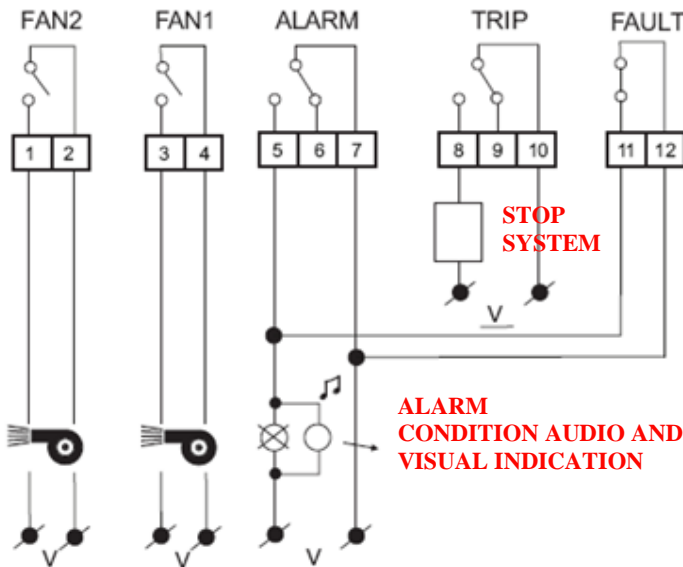 FAN2 FAN1 ALARM TRIP FAULT
1 2 3 4 5 6 7 8 9 10 11 12
STOP
SYSTEM
V
ALARM
CONDITION AUDIO AND
VISUAL INDICATION
V V V